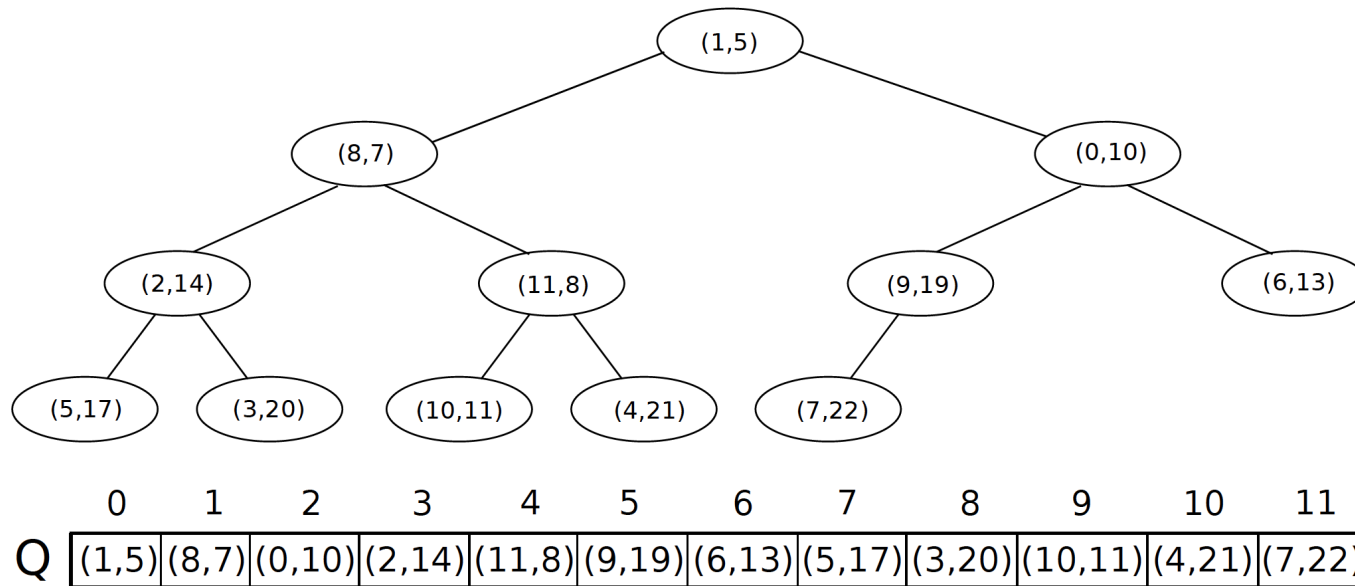 (1,5)
(8,7) (0,10)
(2,14) (11,8) (9,19) (6,13)
(5,17) (3,20) (10,11) (4,21) (7,22)
0 1 2 3 4 5 6 7 8 9 10 11
Q (1,5) (8,7) (0,10) (2,14) (11,8) (9,19) (6,13) (5,17) (3,20) (10,11) (4,21) (7,22)